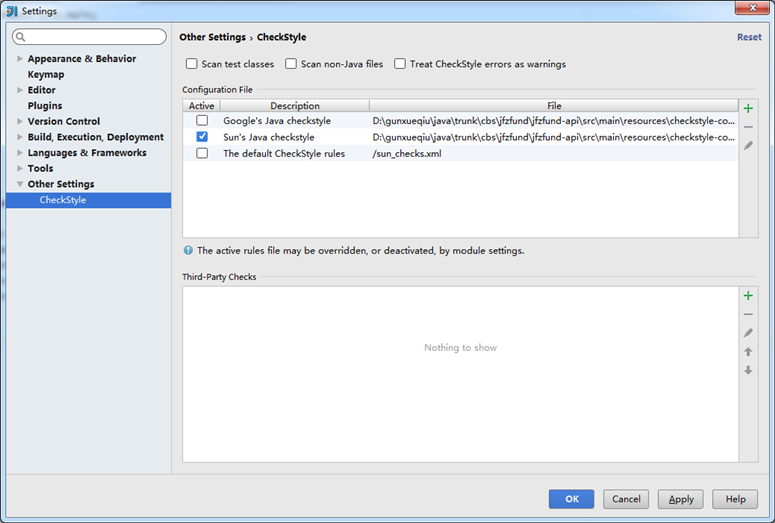 Settings
Other Settings › CheckStyle
Reset
Appearance & Behavior
Keymap
Editor
Plugins
Version Control
Build, Execution, Deployment
Languages & Frameworks
Tools
Other Settings
CheckStyle
Scan test classes
Scan non-Java files
Treat CheckStyle errors as warnings
Configuration File
Active Description File
Google's Java checkstyle D:\gunxueqiu\java\trunk\cbs\jfzfund\jfzfund-api\src\main\resources\checkstyle-co...
Sun's Java checkstyle D:\gunxueqiu\java\trunk\cbs\jfzfund\jfzfund-api\src\main\resources\checkstyle-co...
The default CheckStyle rules /sun_checks.xml
The active rules file may be overridden, or deactivated, by module settings.
Third-Party Checks
Nothing to show
OK
Cancel
Apply
Help